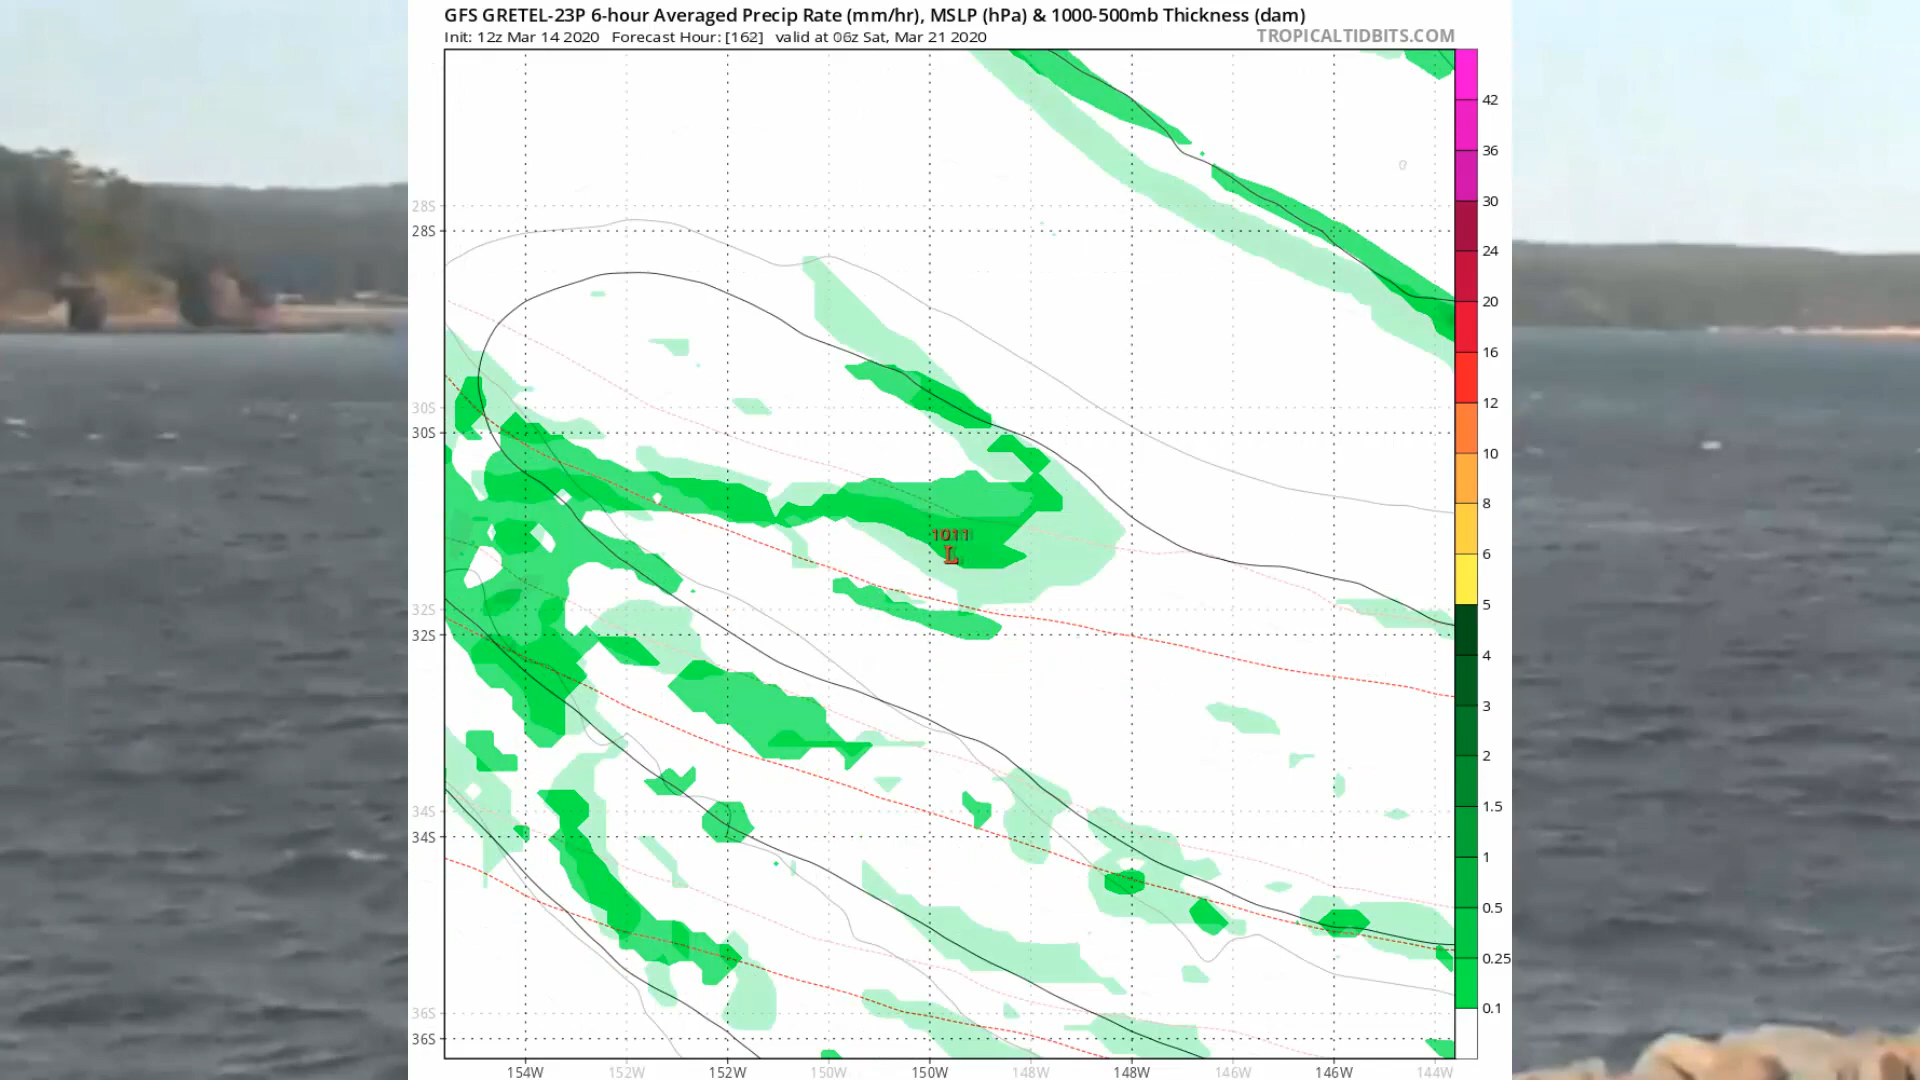 GFS GRETEL-23P 6-hour Averaged Precip Rate (mm/hr), MSLP (hPa) & 1000-500mb Thickness (dam)
Init: 12z Mar 14 2020 Forecast Hour: [162] valid at 06z Sat, Mar 21 2020
TROPICALTIDBITS.COM
42
36
30
24
20
16
12
10
8
6
5
4
3
2
1.5
1
0.5
0.25
0.1
28S
28S
30S
30S
32S
32S
34S
34S
36S
36S
1011
L
154W
152W
152W
150W
150W
148W
148W
146W
146W
144W